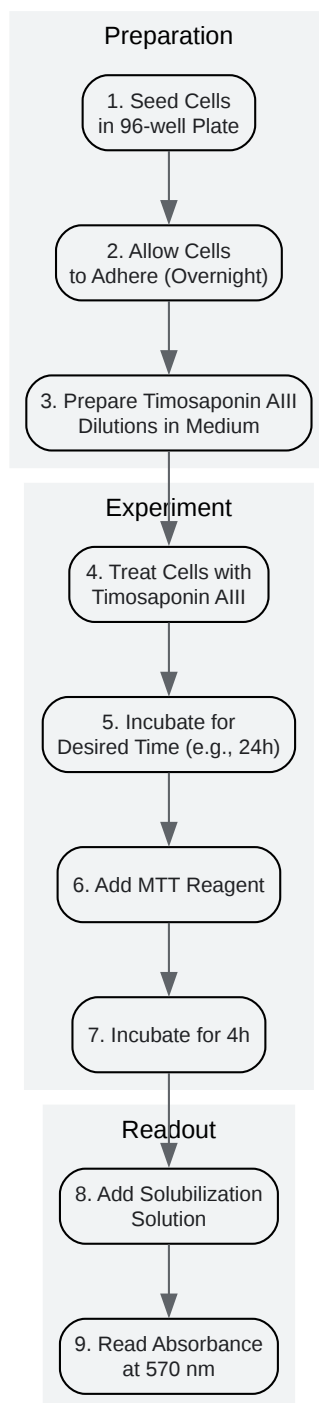 Preparation
1. Seed Cells
in 96-well Plate
2. Allow Cells
to Adhere (Overnight)
3. Prepare Timosaponin AIII
Dilutions in Medium
Experiment
4. Treat Cells with
Timosaponin AIII
5. Incubate for
Desired Time (e.g., 24h)
6. Add MTT Reagent
7. Incubate for 4h
Readout
8. Add Solubilization
Solution
9. Read Absorbance
at 570 nm